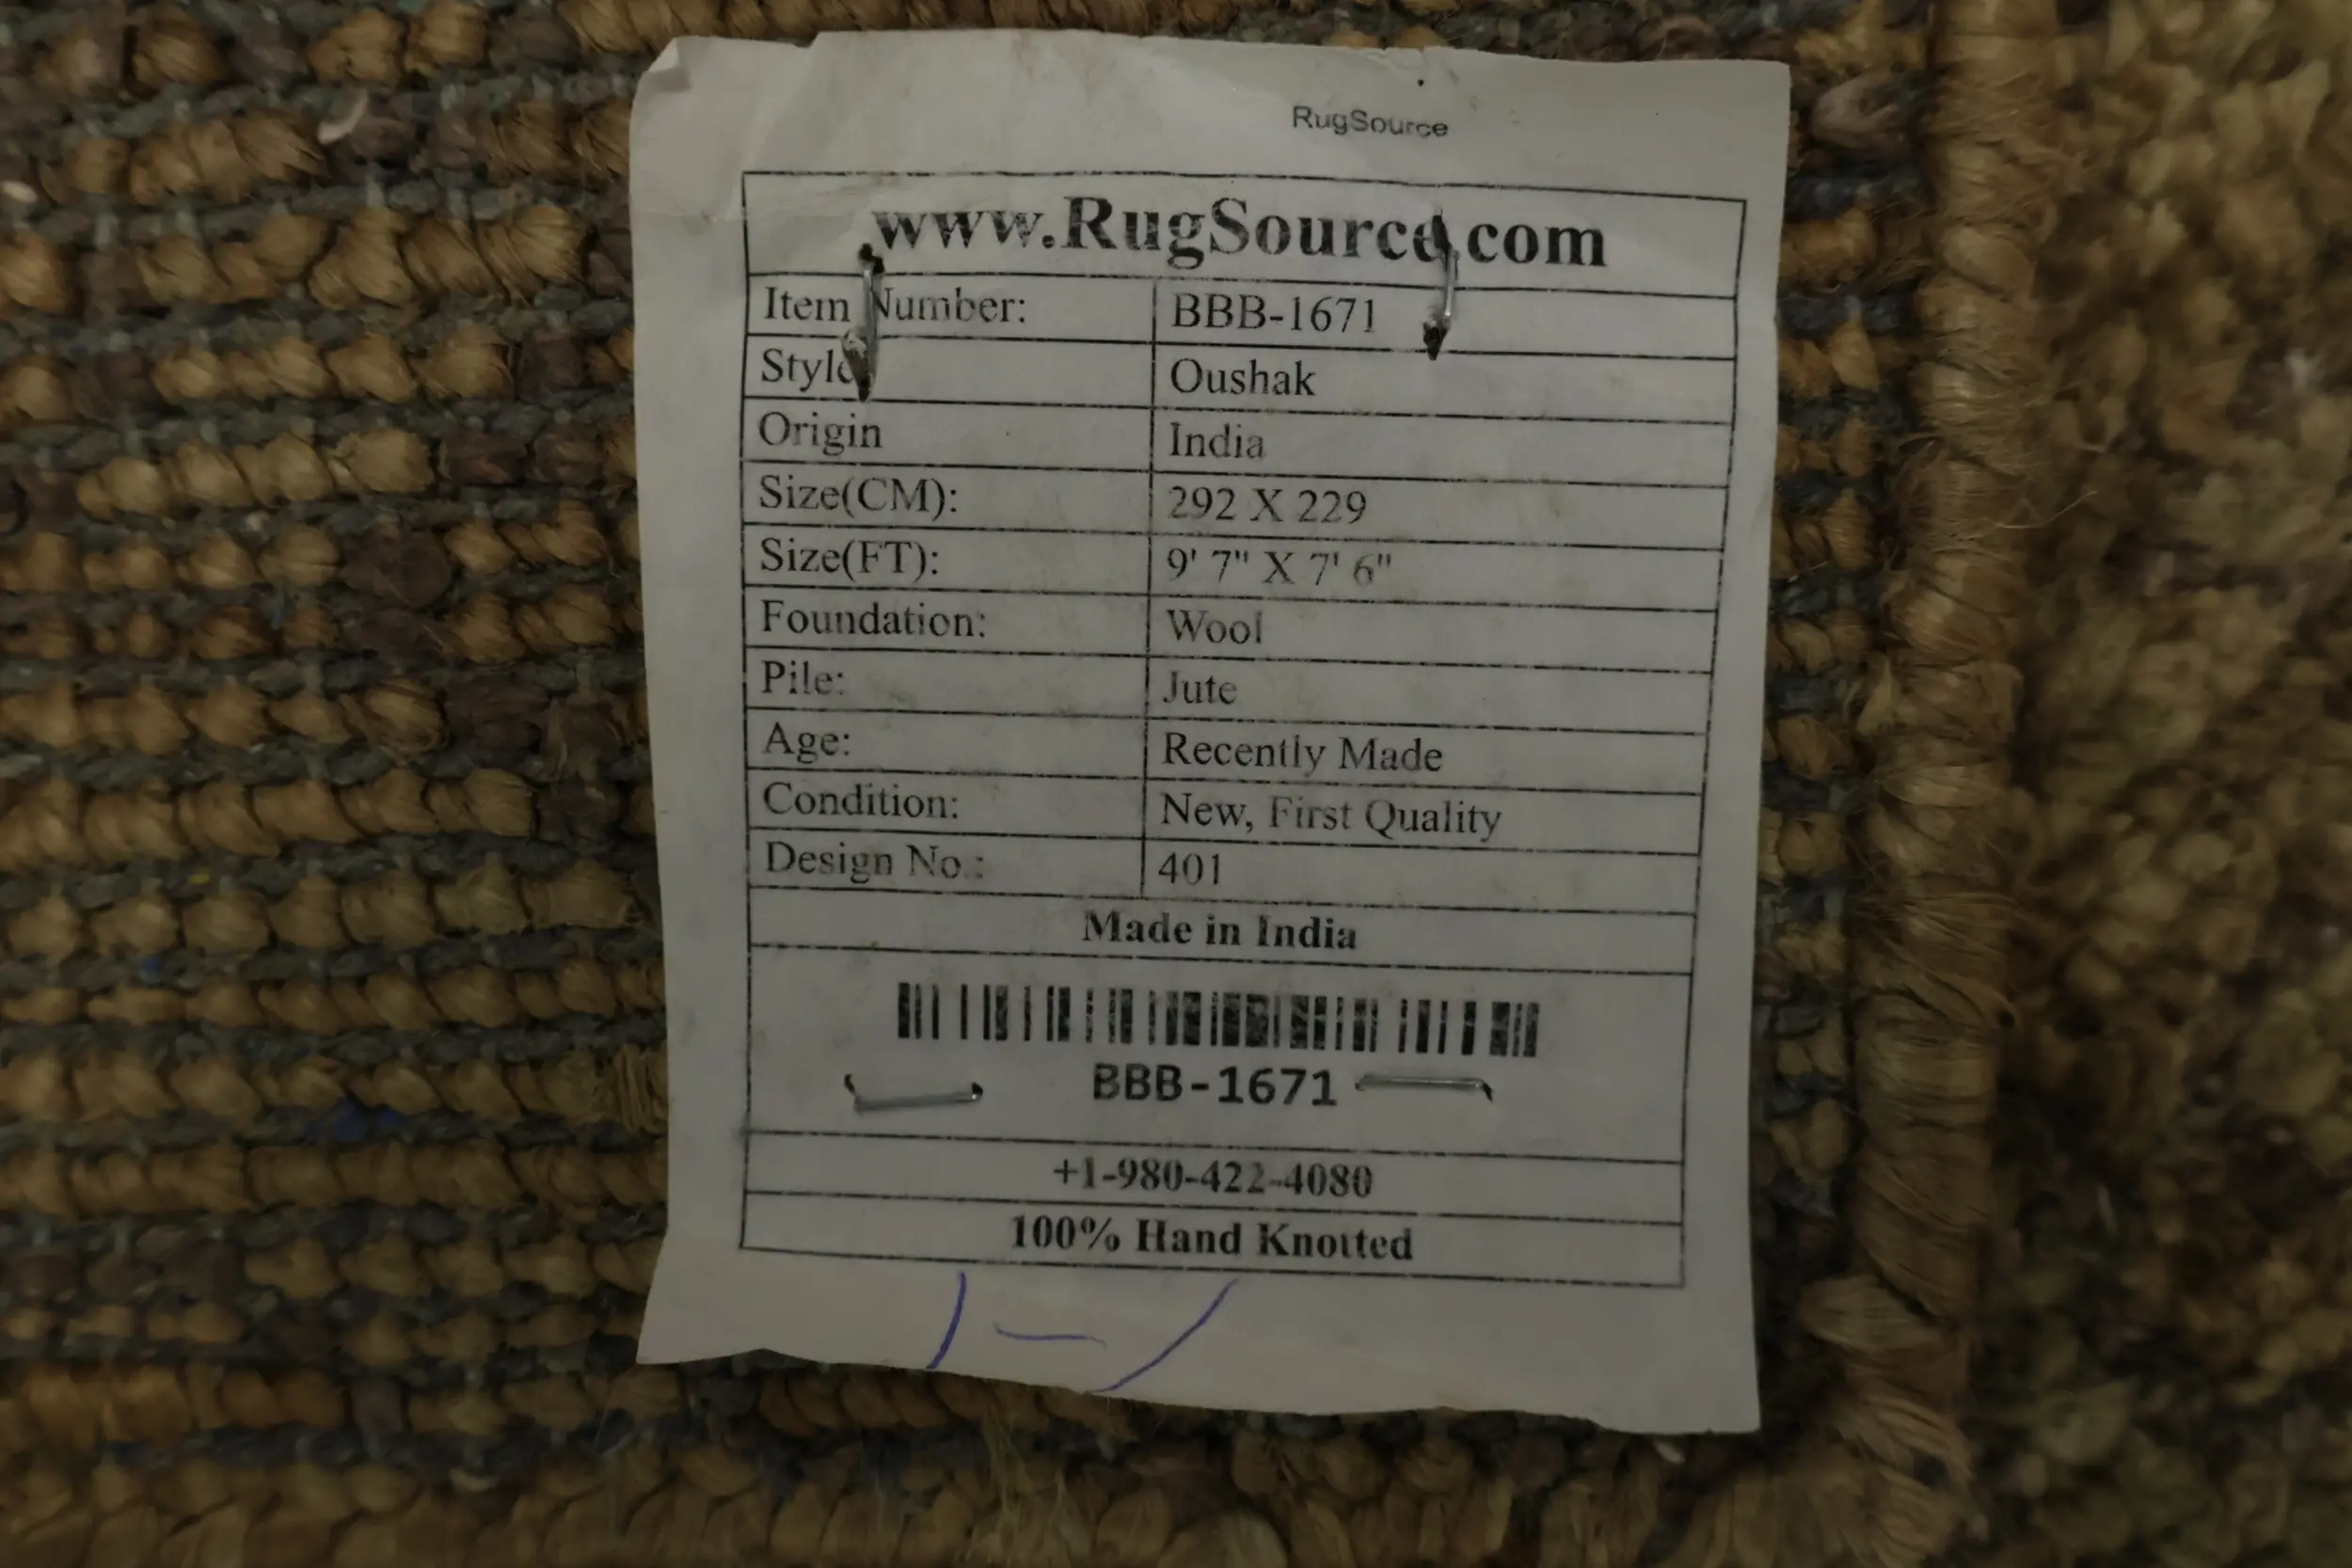 RugSource
www.RugSource.com
Item Number: BBB-1671
Style Oushak
Origin India
Size(CM): 292 X 229
Size(FT): 9' 7" X 7' 6"
Foundation: Wool
Pile: Jute
Age: Recently Made
Condition: New, First Quality
Design No.: 401
Made in India
BBB-1671
+1-980-422-4080
100% Hand Knotted